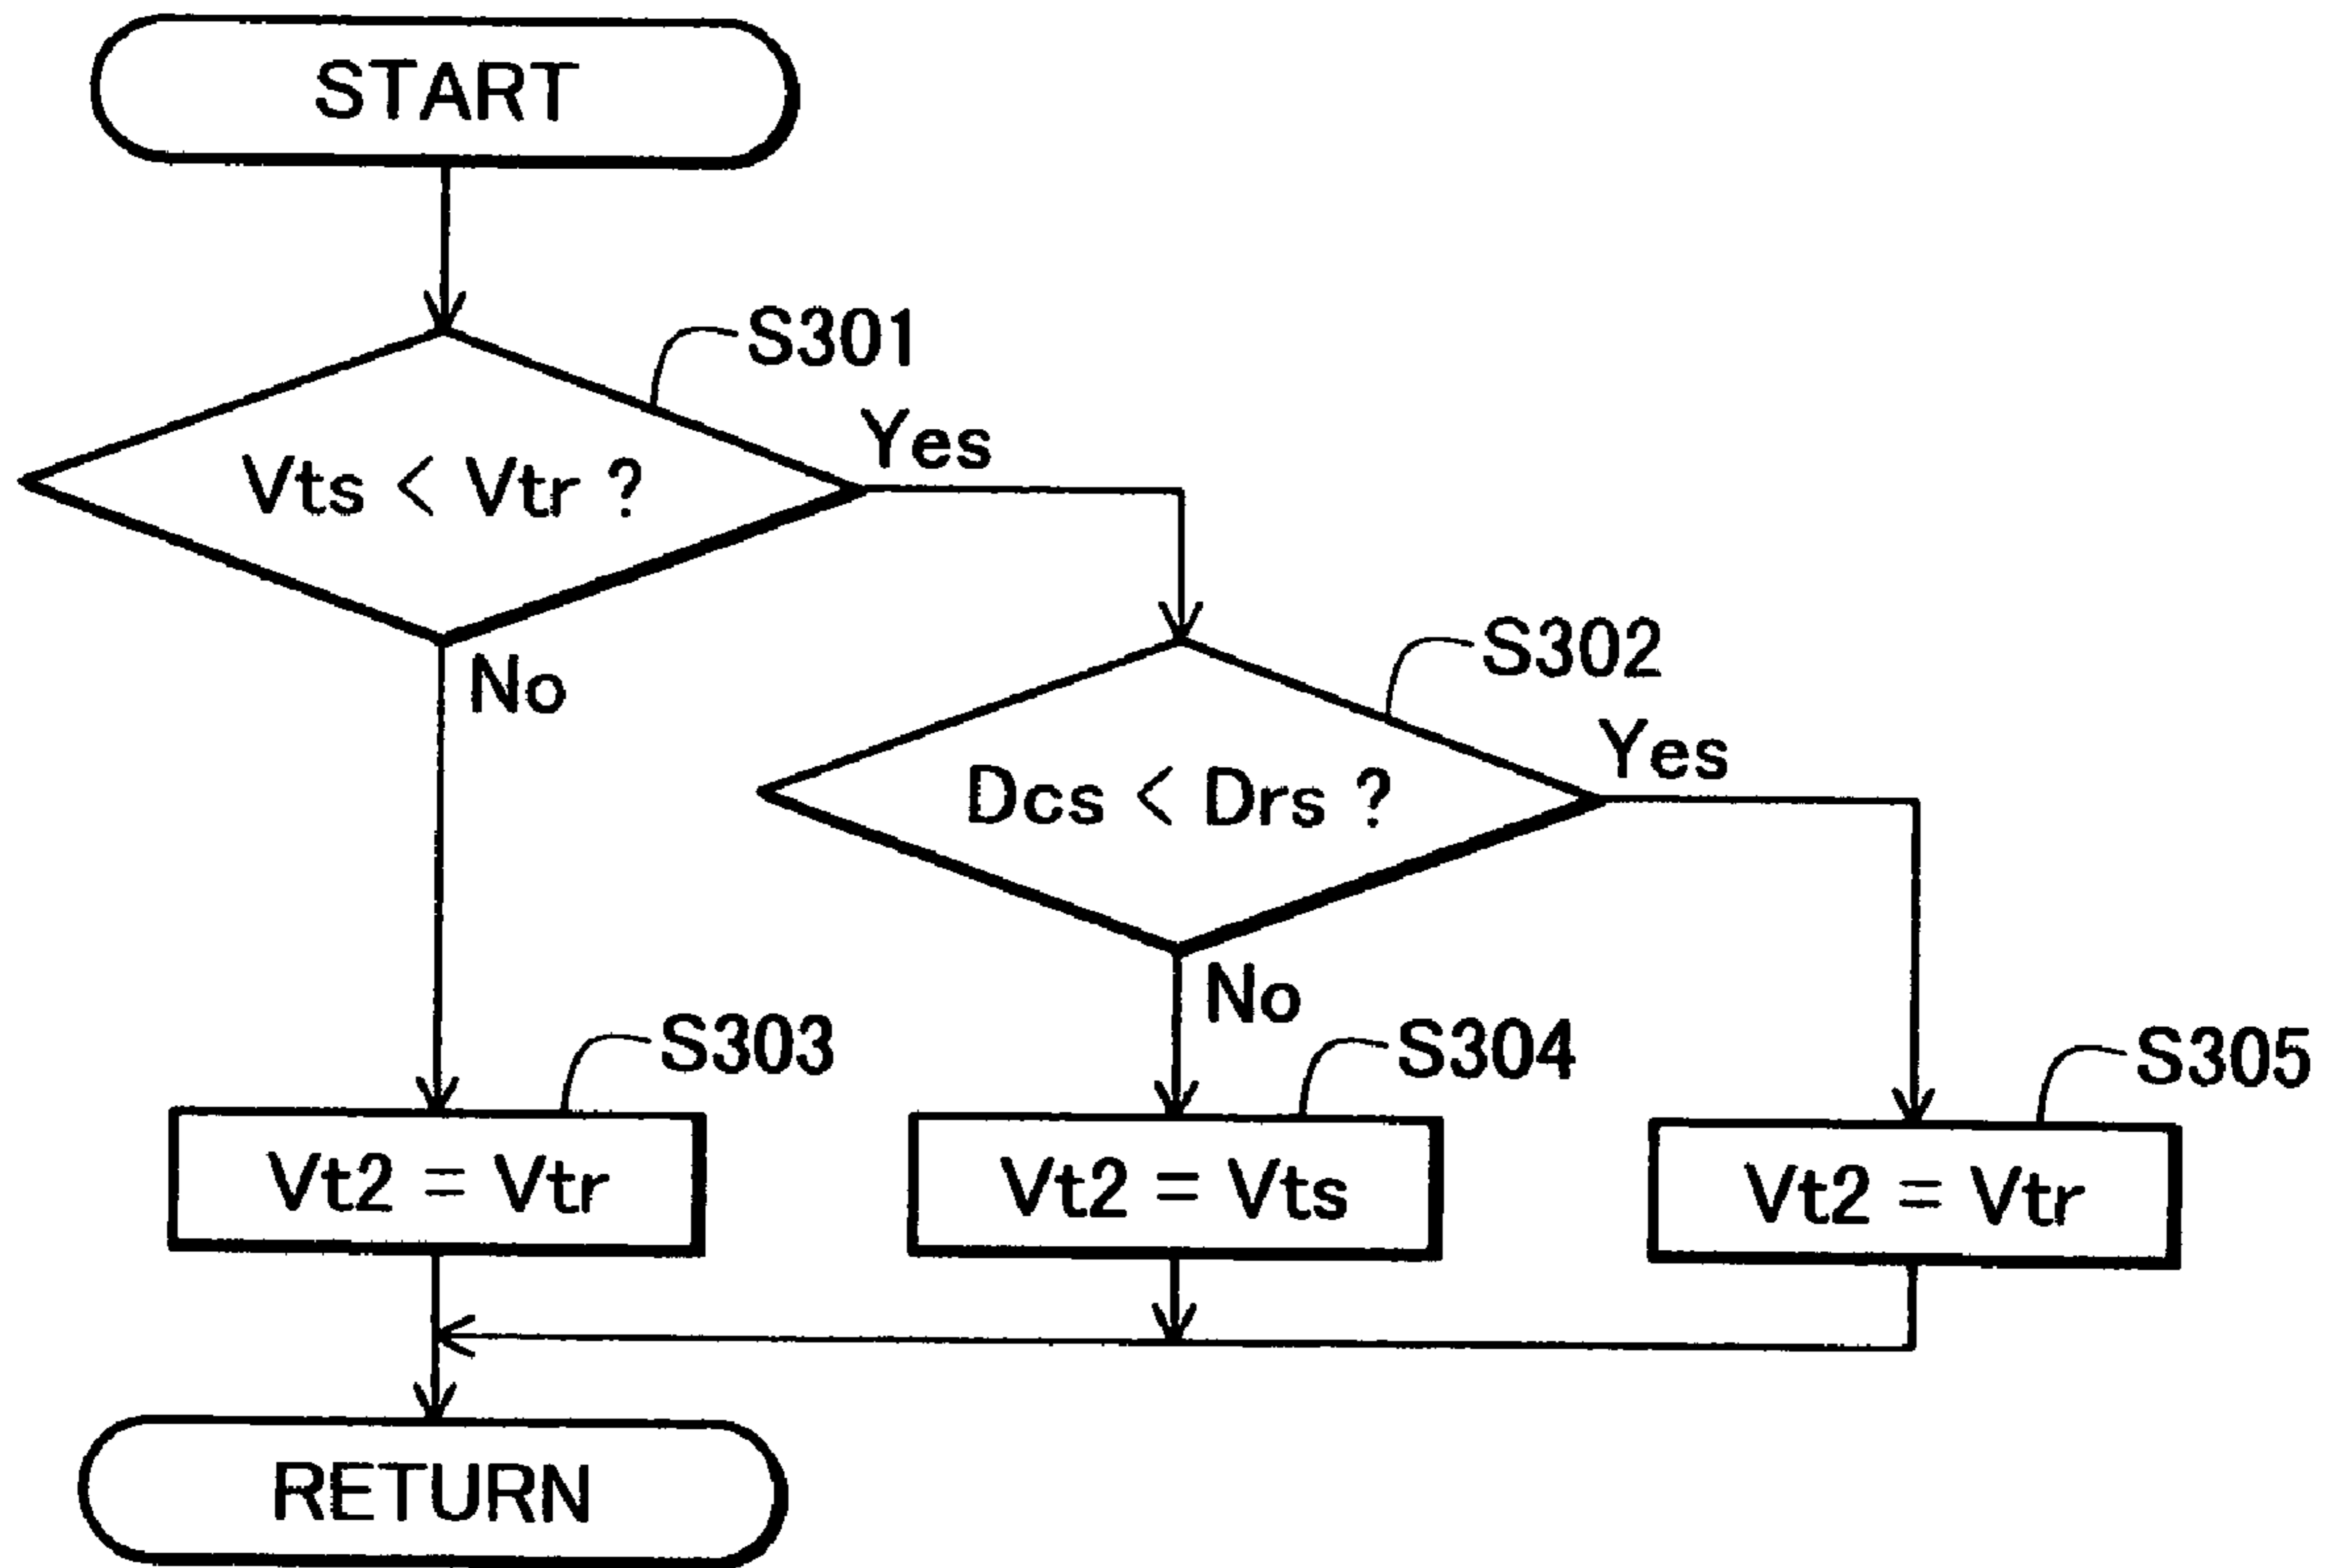 START
S301
Yes
Vts < Vtr ?
No
S302
Yes
Dcs < Drs ?
No
S303
S304
S305
Vt2 = Vtr
Vt2 = Vts
Vt2 = Vtr
RETURN